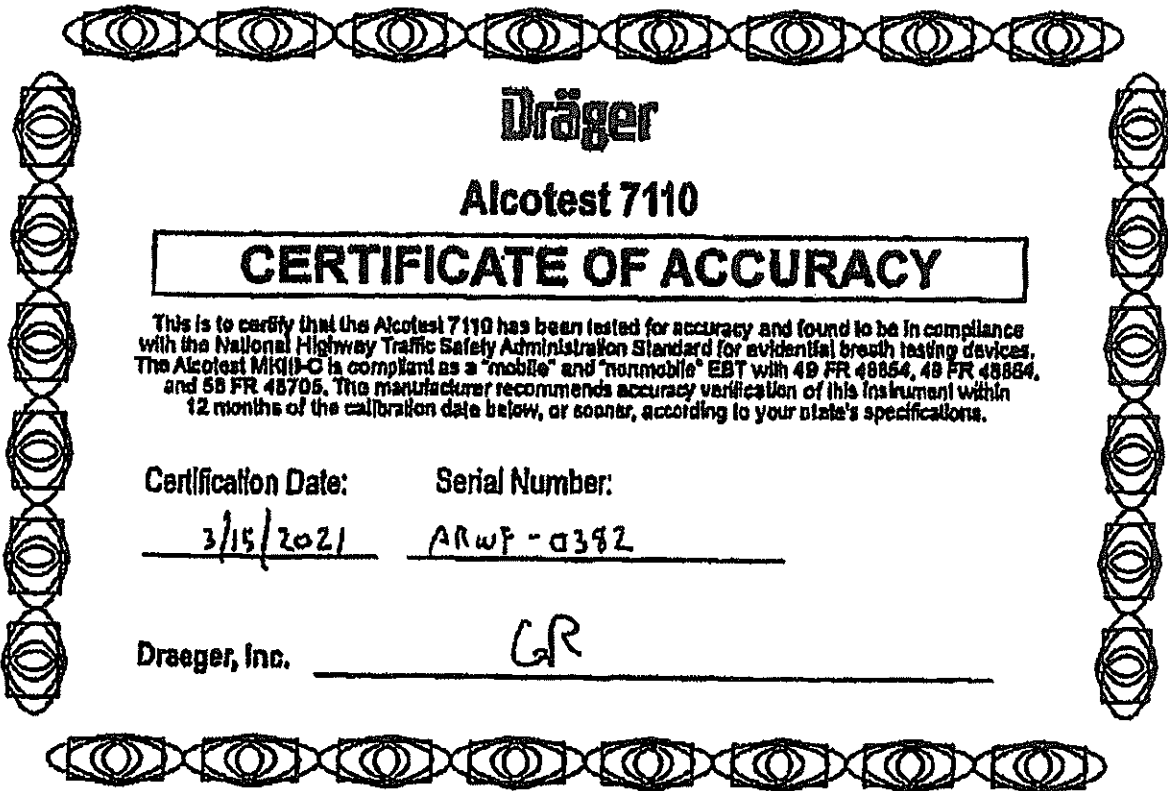 Dräger
Alcotest 7110
CERTIFICATE OF ACCURACY
This is to certify that the Alcotest 7110 has been tested for accuracy and found to be in compliance
with the National Highway Traffic Safety Administration Standard for evidential breath testing devices.
The Alcotest MKIII-C is compliant as a "mobile" and "nonmobile" EBT with 49 FR 48854, 49 FR 48864,
and 58 FR 48705. The manufacturer recommends accuracy verification of this instrument within
12 months of the calibration date below, or sooner, according to your state's specifications.
Certification Date: Serial Number:
3/15/2021 ARWF-0382
Draeger, Inc. GR